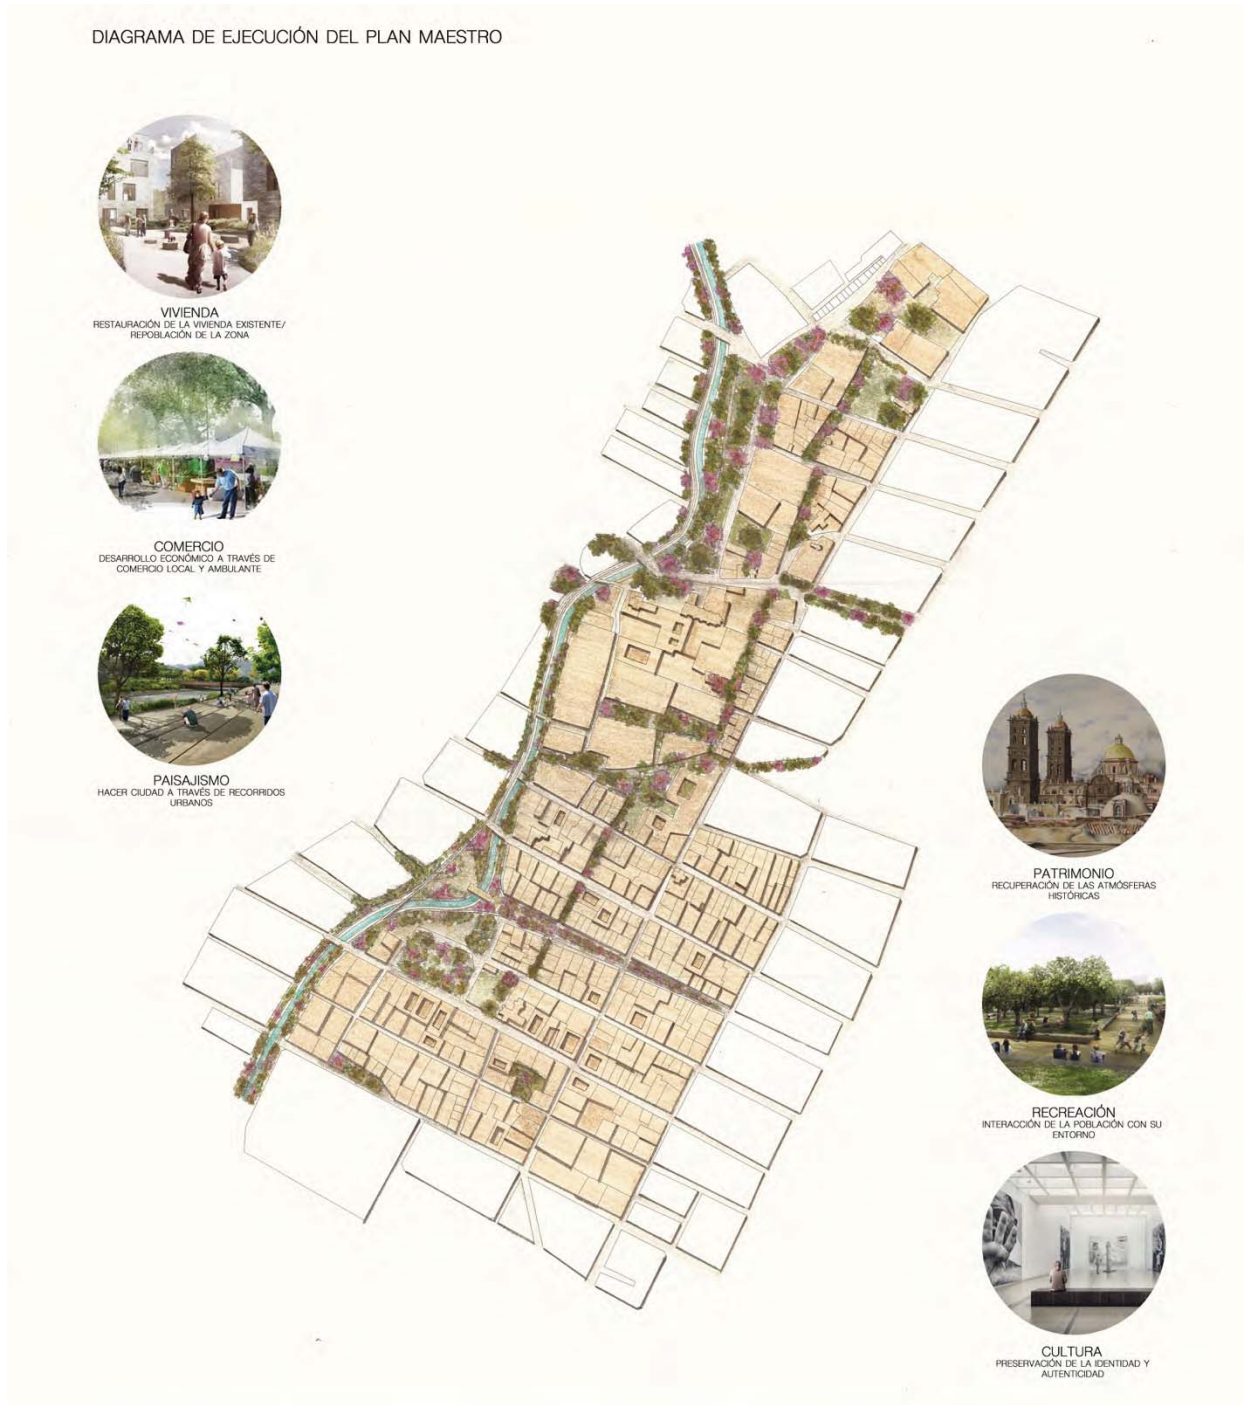 DIAGRAMA DE EJECUCIÓN DEL PLAN MAESTRO
VIVIENDA
RESTAURACIÓN DE LA VIVIENDA EXISTENTE/
REPOBLACIÓN DE LA ZONA
COMERCIO
DESARROLLO ECONÓMICO A TRAVÉS DE
COMERCIO LOCAL Y AMBULANTE
PAISAJISMO
HACER CIUDAD A TRAVÉS DE RECORRIDOS
URBANOS
PATRIMONIO
RECUPERACIÓN DE LAS ATMÓSFERAS
HISTÓRICAS
RECREACIÓN
INTERACCIÓN DE LA POBLACIÓN CON SU
ENTORNO
CULTURA
PRESERVACIÓN DE LA IDENTIDAD Y
AUTENTICIDAD